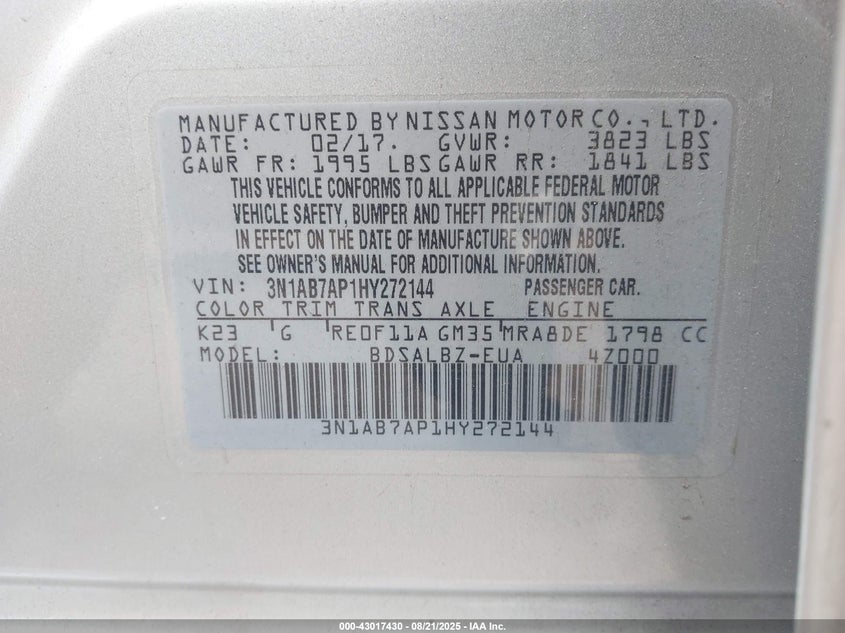 MANUFACTURED BY NISSAN MOTOR CO., LTD.
DATE: 02/17. GVWR: 3823 LBS
GAWR FR: 1995 LBS GAWR RR: 1841 LBS
THIS VEHICLE CONFORMS TO ALL APPLICABLE FEDERAL MOTOR
VEHICLE SAFETY, BUMPER AND THEFT PREVENTION STANDARDS
IN EFFECT ON THE DATE OF MANUFACTURE SHOWN ABOVE.
SEE OWNER'S MANUAL FOR ADDITIONAL INFORMATION.
VIN: 3N1AB7AP1HY272144 PASSENGER CAR.
COLOR TRIM TRANS AXLE ENGINE
K23 G RE0F11A GM35 MRA8DE 1798 CC
MODEL: BDSALBZ-EUA 4Z000
3N1AB7AP1HY272144
000-43017430 - 08/21/2025 - IAA Inc.